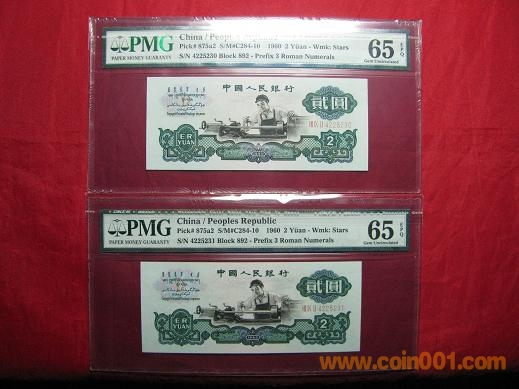 PMG
PAPER MONEY GUARANTY
China / Peoples Republic
Pick# 875a2 S/M#C284-10 1960 2 Yüan - Wmk: Stars
S/N 4225230 Block 892 - Prefix 3 Roman Numerals
65 EPQ
Gem Uncirculated
中国人民银行
贰圆
4225230
ER YUAN
2
PMG
PAPER MONEY GUARANTY
China / Peoples Republic
Pick# 875a2 S/M#C284-10 1960 2 Yüan - Wmk: Stars
S/N 4225231 Block 892 - Prefix 3 Roman Numerals
65 EPQ
Gem Uncirculated
中国人民银行
贰圆
4225231
ER YUAN
2
www.coin001.com